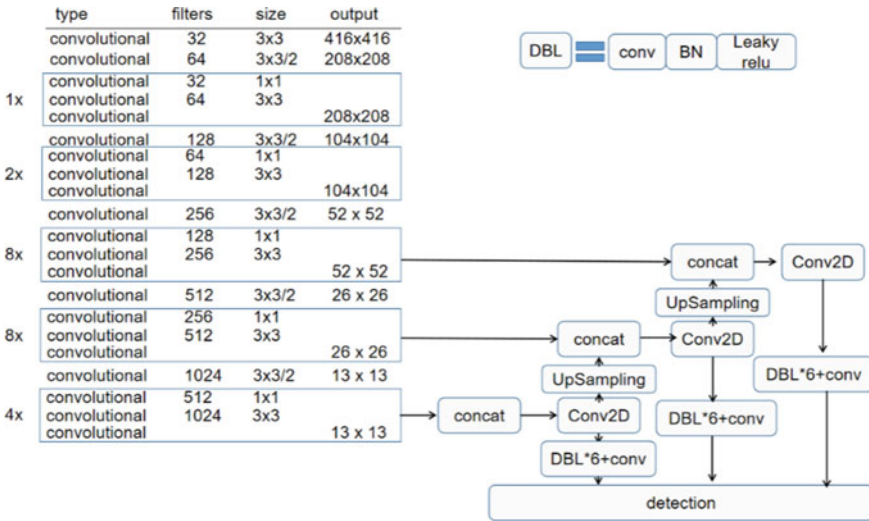 type filters size output
convolutional 32 3x3 416x416
convolutional 64 3x3/2 208x208
1x
convolutional 32 1x1
convolutional 64 3x3
convolutional 208x208
convolutional 128 3x3/2 104x104
2x
convolutional 64 1x1
convolutional 128 3x3
convolutional 104x104
convolutional 256 3x3/2 52 x 52
8x
convolutional 128 1x1
convolutional 256 3x3
convolutional 52 x 52
convolutional 512 3x3/2 26 x 26
8x
convolutional 256 1x1
convolutional 512 3x3
convolutional 26 x 26
convolutional 1024 3x3/2 13 x 13
4x
convolutional 512 1x1
convolutional 1024 3x3
convolutional 13 x 13
DBL conv BN Leaky
relu
concat Conv2D
UpSampling
concat Conv2D
UpSampling DBL*6+conv
concat Conv2D DBL*6+conv
DBL*6+conv
detection